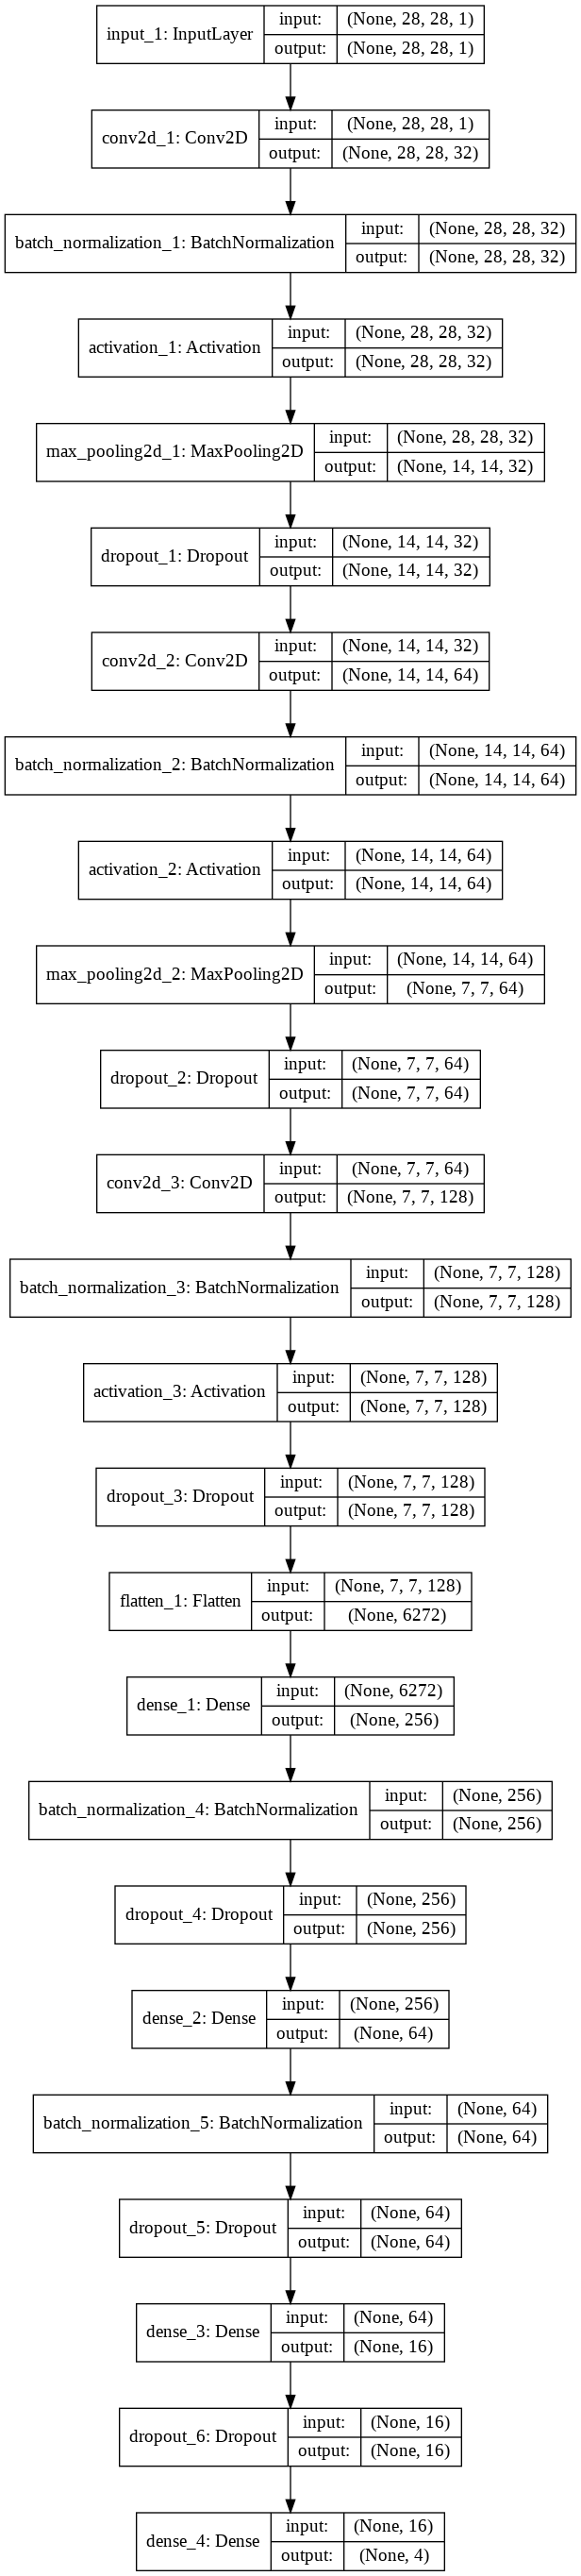 input_1: InputLayer
input: (None, 28, 28, 1)
output: (None, 28, 28, 1)
conv2d_1: Conv2D
input: (None, 28, 28, 1)
output: (None, 28, 28, 32)
batch_normalization_1: BatchNormalization
input: (None, 28, 28, 32)
output: (None, 28, 28, 32)
activation_1: Activation
input: (None, 28, 28, 32)
output: (None, 28, 28, 32)
max_pooling2d_1: MaxPooling2D
input: (None, 28, 28, 32)
output: (None, 14, 14, 32)
dropout_1: Dropout
input: (None, 14, 14, 32)
output: (None, 14, 14, 32)
conv2d_2: Conv2D
input: (None, 14, 14, 32)
output: (None, 14, 14, 64)
batch_normalization_2: BatchNormalization
input: (None, 14, 14, 64)
output: (None, 14, 14, 64)
activation_2: Activation
input: (None, 14, 14, 64)
output: (None, 14, 14, 64)
max_pooling2d_2: MaxPooling2D
input: (None, 14, 14, 64)
output: (None, 7, 7, 64)
dropout_2: Dropout
input: (None, 7, 7, 64)
output: (None, 7, 7, 64)
conv2d_3: Conv2D
input: (None, 7, 7, 64)
output: (None, 7, 7, 128)
batch_normalization_3: BatchNormalization
input: (None, 7, 7, 128)
output: (None, 7, 7, 128)
activation_3: Activation
input: (None, 7, 7, 128)
output: (None, 7, 7, 128)
dropout_3: Dropout
input: (None, 7, 7, 128)
output: (None, 7, 7, 128)
flatten_1: Flatten
input: (None, 7, 7, 128)
output: (None, 6272)
dense_1: Dense
input: (None, 6272)
output: (None, 256)
batch_normalization_4: BatchNormalization
input: (None, 256)
output: (None, 256)
dropout_4: Dropout
input: (None, 256)
output: (None, 256)
dense_2: Dense
input: (None, 256)
output: (None, 64)
batch_normalization_5: BatchNormalization
input: (None, 64)
output: (None, 64)
dropout_5: Dropout
input: (None, 64)
output: (None, 64)
dense_3: Dense
input: (None, 64)
output: (None, 16)
dropout_6: Dropout
input: (None, 16)
output: (None, 16)
dense_4: Dense
input: (None, 16)
output: (None, 4)